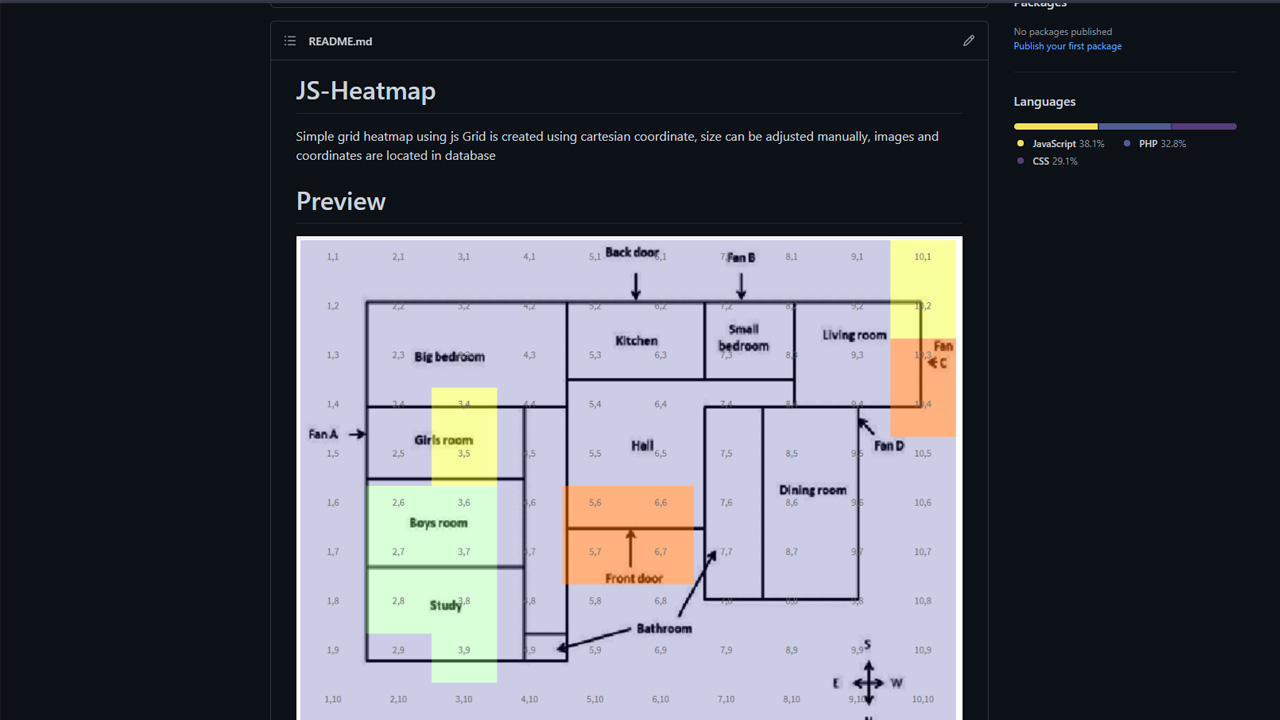 Packages
README.md
No packages published
Publish your first package
JS-Heatmap
Languages
Simple grid heatmap using js Grid is created using cartesian coordinate, size can be adjusted manually, images and
coordinates are located in database
JavaScript 38.1% PHP 32.8%
CSS 29.1%
Preview
Back door
Fan B
1,1 2,1 3,1 4,1 5,1 6,1 7,1 8,1 9,1 10,1
1,2 2,2 3,2 4,2 5,2 6,2 7,2 8,2 9,2 10,2
Kitchen
Small
bedroom
Living room
Fan
C
Big bedroom
1,3 2,3 4,3 5,3 6,3 7,3 8,3 9,3 10,3
1,4 2,4 3,4 4,4 5,4 6,4 7,4 8,4 9,4 10,4
Fan A
Girls room
Hall
Fan D
1,5 2,5 3,5 4,5 5,5 6,5 7,5 8,5 9,5 10,5
Dining room
1,6 2,6 3,6 4,6 5,6 6,6 7,6 8,6 9,6 10,6
Boys room
1,7 2,7 3,7 4,7 5,7 6,7 7,7 8,7 9,7 10,7
Front door
1,8 2,8 3,8 4,8 5,8 6,8 7,8 8,8 9,8 10,8
Study
Bathroom
1,9 2,9 3,9 4,9 5,9 6,9 7,9 8,9 9,9 10,9
S
E W
1,10 2,10 3,10 4,10 5,10 6,10 7,10 8,10 9,10 10,10